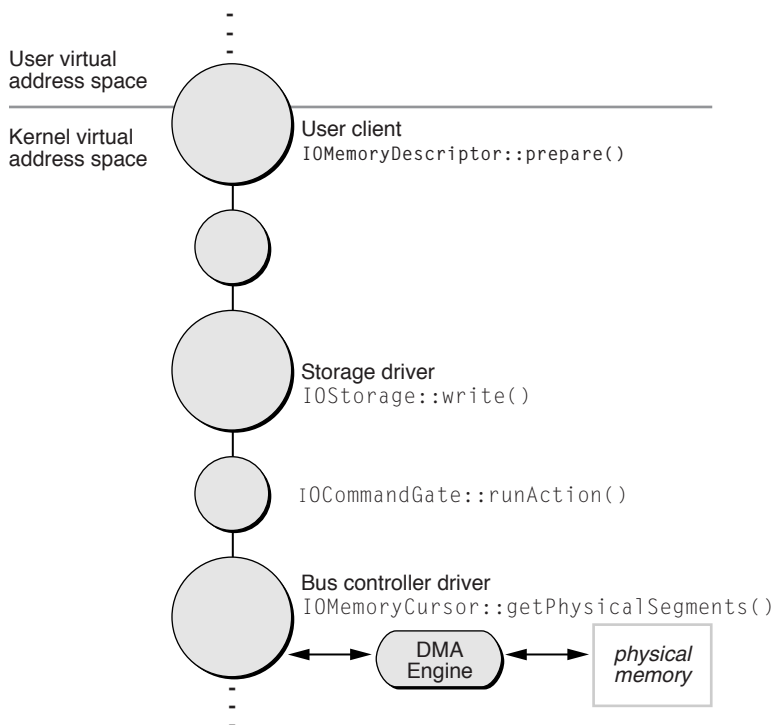 User virtual
address space
Kernel virtual
address space
User client
IOMemoryDescriptor::prepare()
Storage driver
IOStorage::write()
IOCommandGate::runAction()
Bus controller driver
IOMemoryCursor::getPhysicalSegments()
DMA
Engine
physical
memory